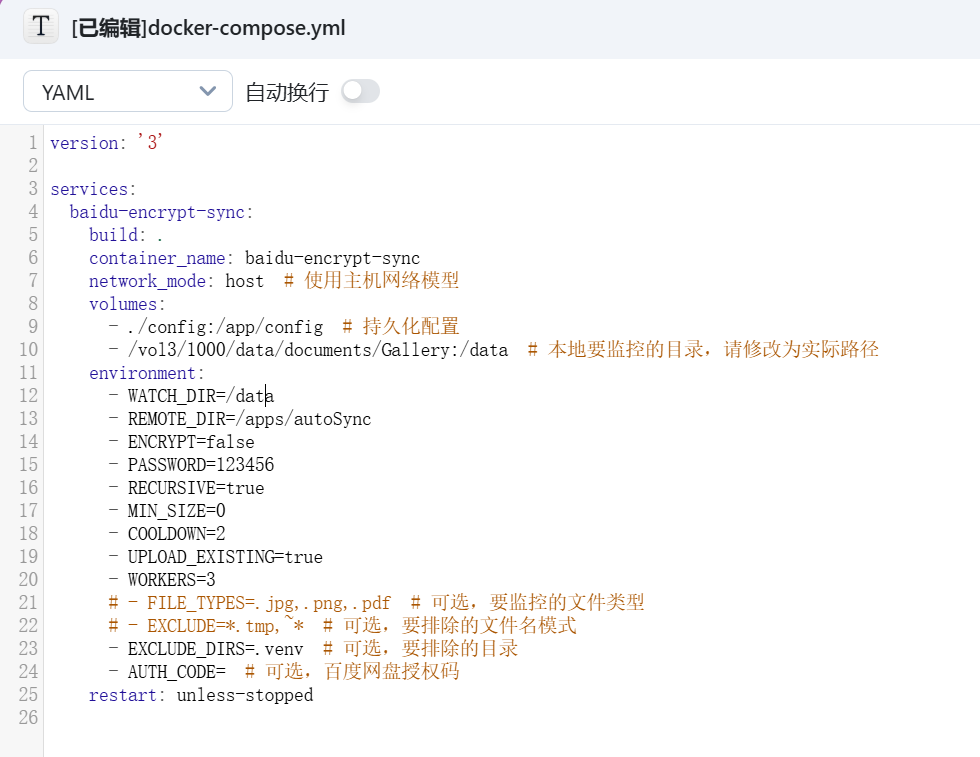 T [已编辑]docker-compose.yml
YAML 自动换行
1 version: '3'
2
3 services:
4 baidu-encrypt-sync:
5 build: .
6 container_name: baidu-encrypt-sync
7 network_mode: host # 使用主机网络模型
8 volumes:
9 - ./config:/app/config # 持久化配置
10 - /vol3/1000/data/documents/Gallery:/data # 本地要监控的目录，请修改为实际路径
11 environment:
12 - WATCH_DIR=/data
13 - REMOTE_DIR=/apps/autoSync
14 - ENCRYPT=false
15 - PASSWORD=123456
16 - RECURSIVE=true
17 - MIN_SIZE=0
18 - COOLDOWN=2
19 - UPLOAD_EXISTING=true
20 - WORKERS=3
21 # - FILE_TYPES=.jpg,.png,.pdf # 可选，要监控的文件类型
22 # - EXCLUDE=*.tmp,~* # 可选，要排除的文件名模式
23 - EXCLUDE_DIRS=.venv # 可选，要排除的目录
24 - AUTH_CODE= # 可选，百度网盘授权码
25 restart: unless-stopped
26